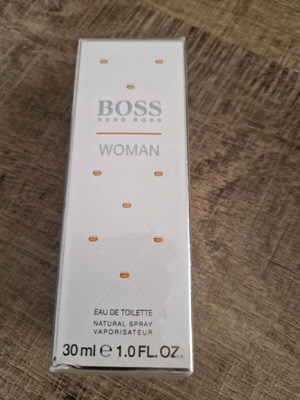 BOSS
HUGO BOSS
WOMAN
EAU DE TOILETTE
NATURAL SPRAY
VAPORISATEUR
30 ml e 1.0 FL.OZ.